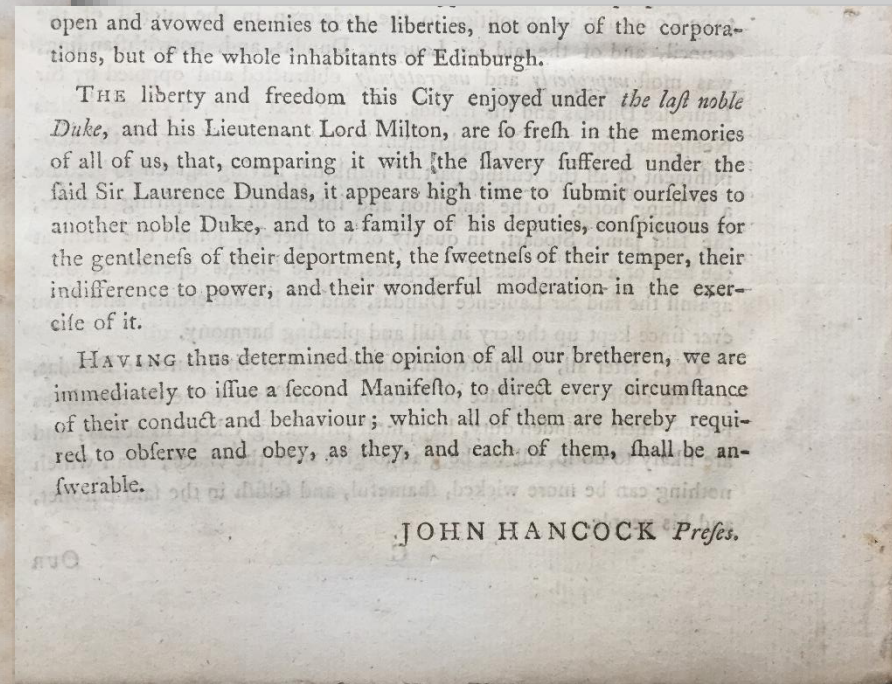 open and avowed enemies to the liberties, not only of the corpora-
tions, but of the whole inhabitants of Edinburgh.
THE liberty and freedom this City enjoyed under the laſt noble
Duke, and his Lieutenant Lord Milton, are ſo freſh in the memories
of all of us, that, comparing it with [the ſlavery ſuffered under the
ſaid Sir Laurence Dundas, it appears high time to ſubmit ourſelves to
another noble Duke, and to a family of his deputies, conſpicuous for
the gentleneſs of their deportment, the ſweetneſs of their temper, their
indifference to power, and their wonderful moderation in the exer-
ciſe of it.
HAVING thus determined the opinion of all our bretheren, we are
immediately to iſſue a ſecond Manifeſto, to direct every circumſtance
of their conduct and behaviour; which all of them are hereby requi-
red to obſerve and obey, as they, and each of them, ſhall be an-
ſwerable.
JOHN HANCOCK Preſes.